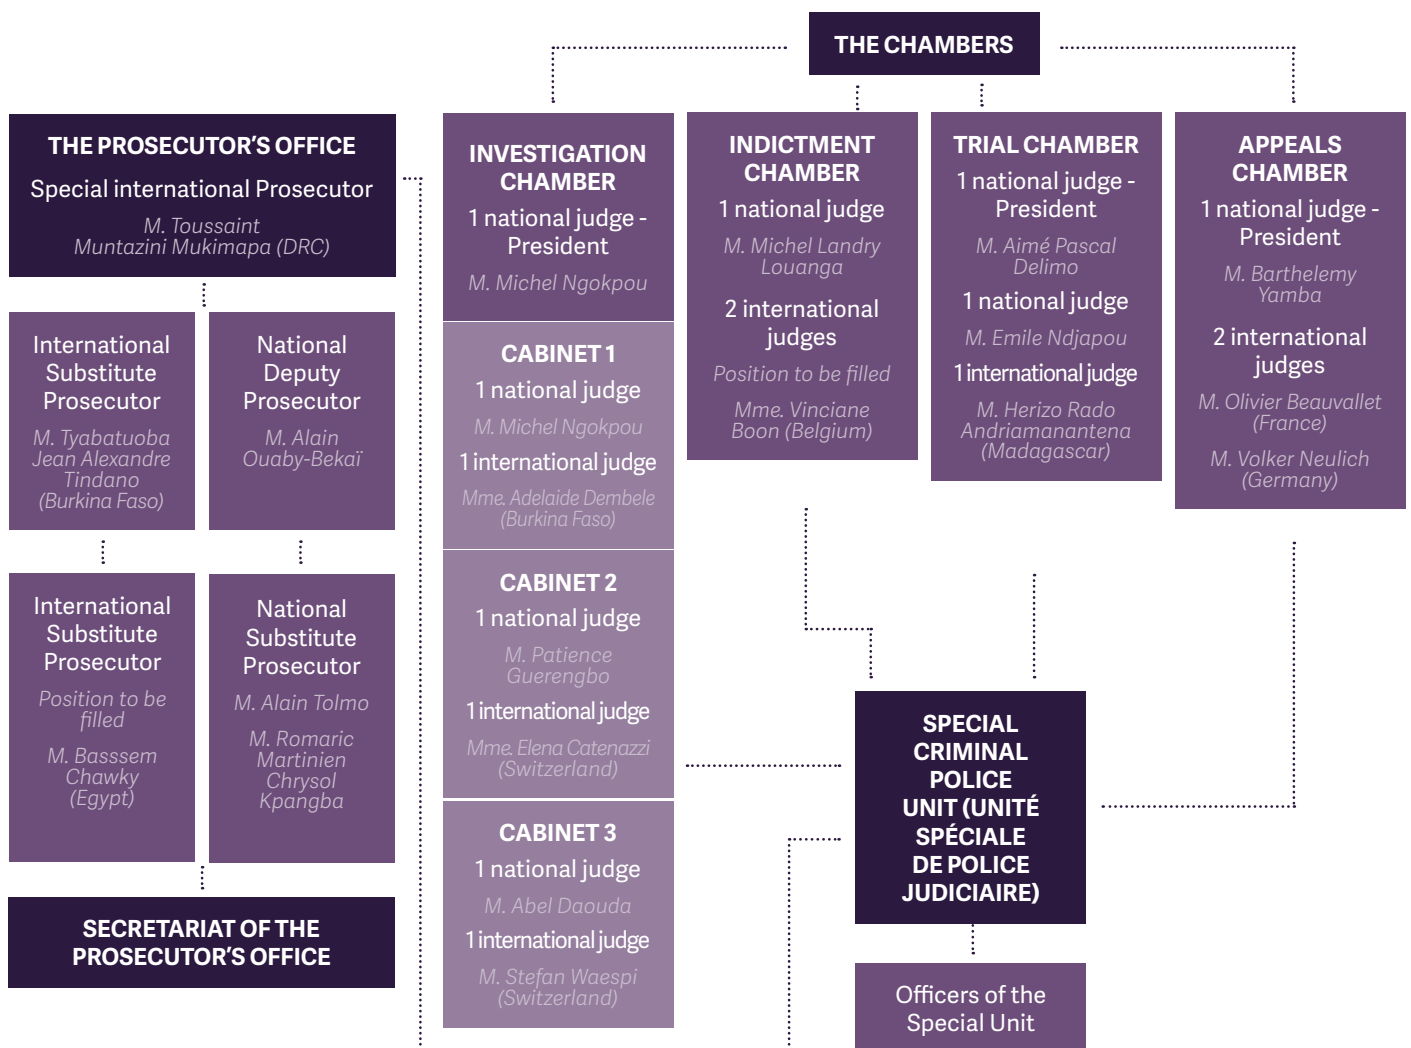 THE CHAMBERS
THE PROSECUTOR'S OFFICE
Special international Prosecutor
M. Toussaint
Muntazini Mukimapa (DRC)
International
Substitute
Prosecutor
M. Tyabatuoba
Jean Alexandre
Tindano
(Burkina Faso)
National
Deputy
Prosecutor
M. Alain
Ouaby-Bekaï
International
Substitute
Prosecutor
Position to be
filled
M. Basssem
Chawky
(Egypt)
National
Substitute
Prosecutor
M. Alain Tolmo
M. Romaric
Martinien
Chrysol
Kpangba
SECRETARIAT OF THE
PROSECUTOR'S OFFICE
INVESTIGATION
CHAMBER
1 national judge -
President
M. Michel Ngokpou
CABINET 1
1 national judge
M. Michel Ngokpou
1 international judge
Mme. Adelaide Dembele
(Burkina Faso)
CABINET 2
1 national judge
M. Patience
Guerengbo
1 international judge
Mme. Elena Catenazzi
(Switzerland)
CABINET 3
1 national judge
M. Abel Daouda
1 international judge
M. Stefan Waespi
(Switzerland)
INDICTMENT
CHAMBER
1 national judge
M. Michel Landry
Louanga
2 international
judges
Position to be filled
Mme. Vinciane
Boon (Belgium)
TRIAL CHAMBER
1 national judge -
President
M. Aimé Pascal
Delimo
1 national judge
M. Emile Ndjapou
1 international judge
M. Herizo Rado
Andriamanantena
(Madagascar)
APPEALS
CHAMBER
1 national judge -
President
M. Barthelemy
Yamba
2 international
judges
M. Olivier Beauvallet
(France)
M. Volker Neulich
(Germany)
SPECIAL
CRIMINAL
POLICE
UNIT (UNITÉ
SPÉCIALE
DE POLICE
JUDICIAIRE)
Officers of the
Special Unit